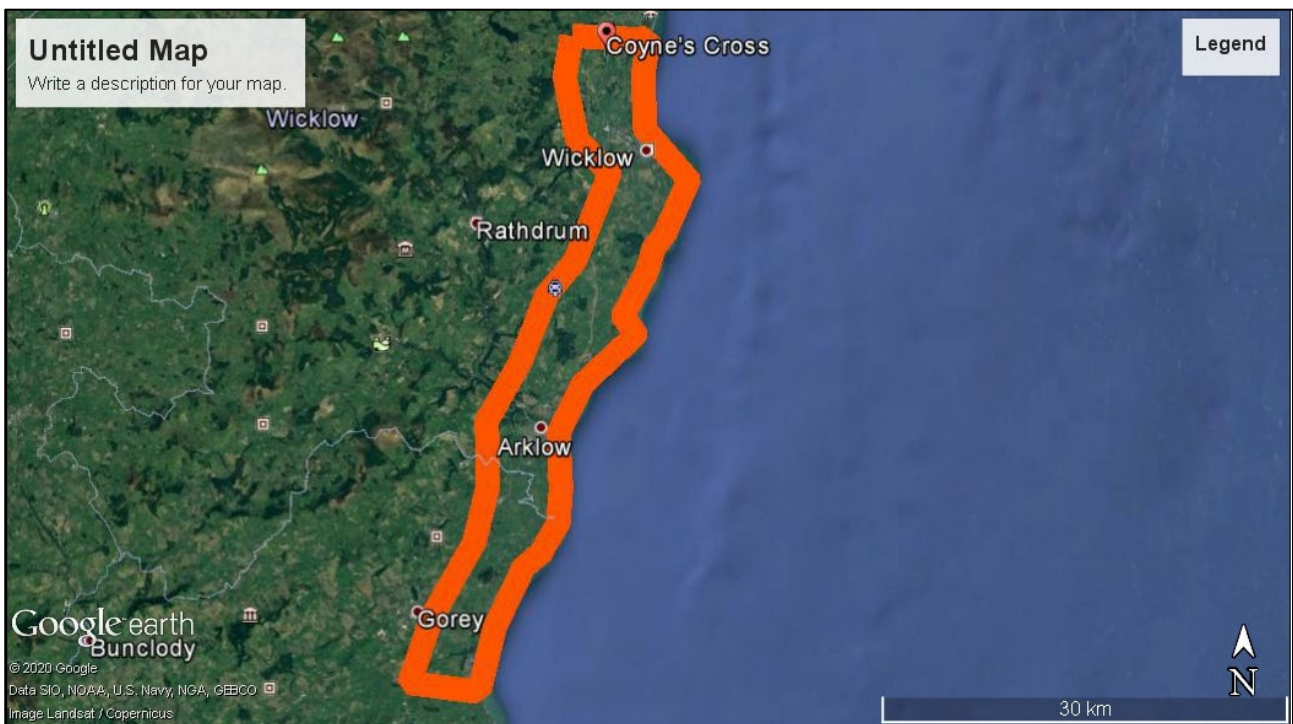 Untitled Map
Write a description for your map.
Legend
Coyne's Cross
Wicklow
Wicklow
Rathdrum
Arklow
Gorey
Google earth
Bunclody
© 2020 Google
Data SIO, NOAA, U.S. Navy, NGA, GEBCO
Image Landsat / Copernicus
N
30 km